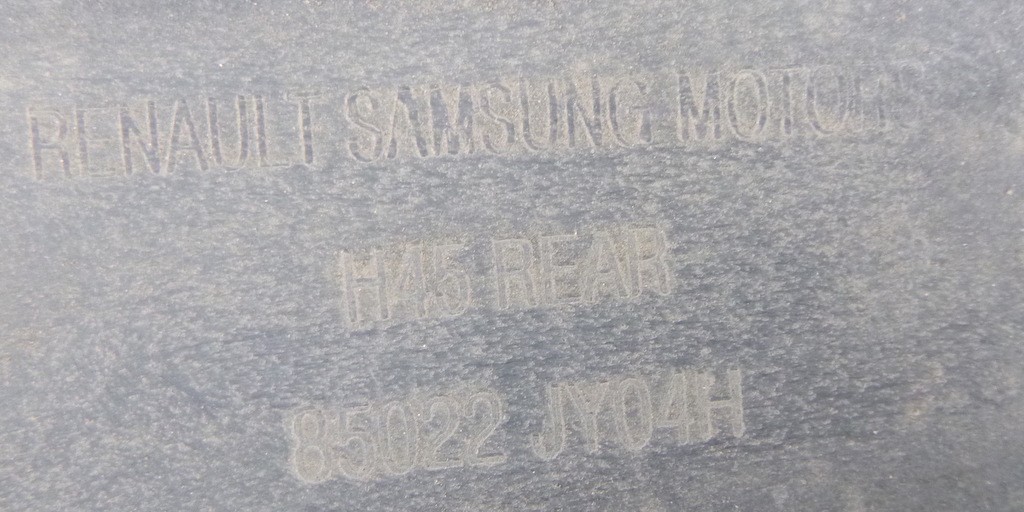 RENAULT SAMSUNG MOTORS
H45 REAR
85022 JY04H